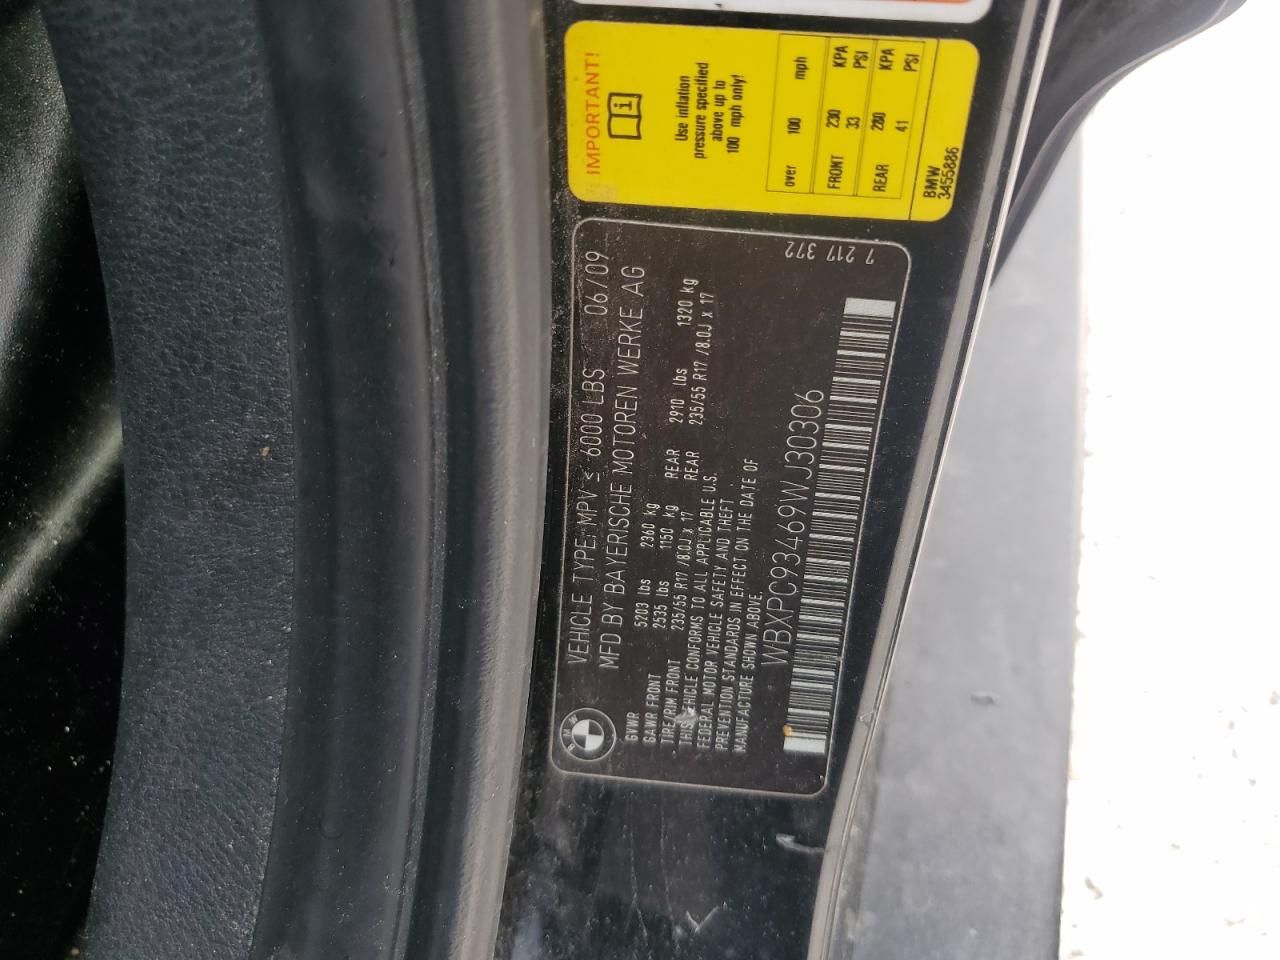 IMPORTANT!
i
Use inflation
pressure specified
above up to
100 mph only!
over 100 mph
FRONT 230 KPA
33 PSI
REAR 280 KPA
41 PSI
BMW
3455886
BMW
VEHICLE TYPE: MPV ≤ 6000 LBS 06/09
MFD BY BAYERISCHE MOTOREN WERKE AG
GVWR 5203 lbs 2360 kg
GAWR FRONT 2535 lbs 1150 kg REAR 2910 lbs 1320 kg
TIRE/RIM FRONT 235/55 R17 /8.0J x 17 REAR 235/55 R17 /8.0J x 17
THIS VEHICLE CONFORMS TO ALL APPLICABLE U.S.
FEDERAL MOTOR VEHICLE SAFETY AND THEFT
PREVENTION STANDARDS IN EFFECT ON THE DATE OF
MANUFACTURE SHOWN ABOVE.
WBXPC93469WJ30306
7 217 372